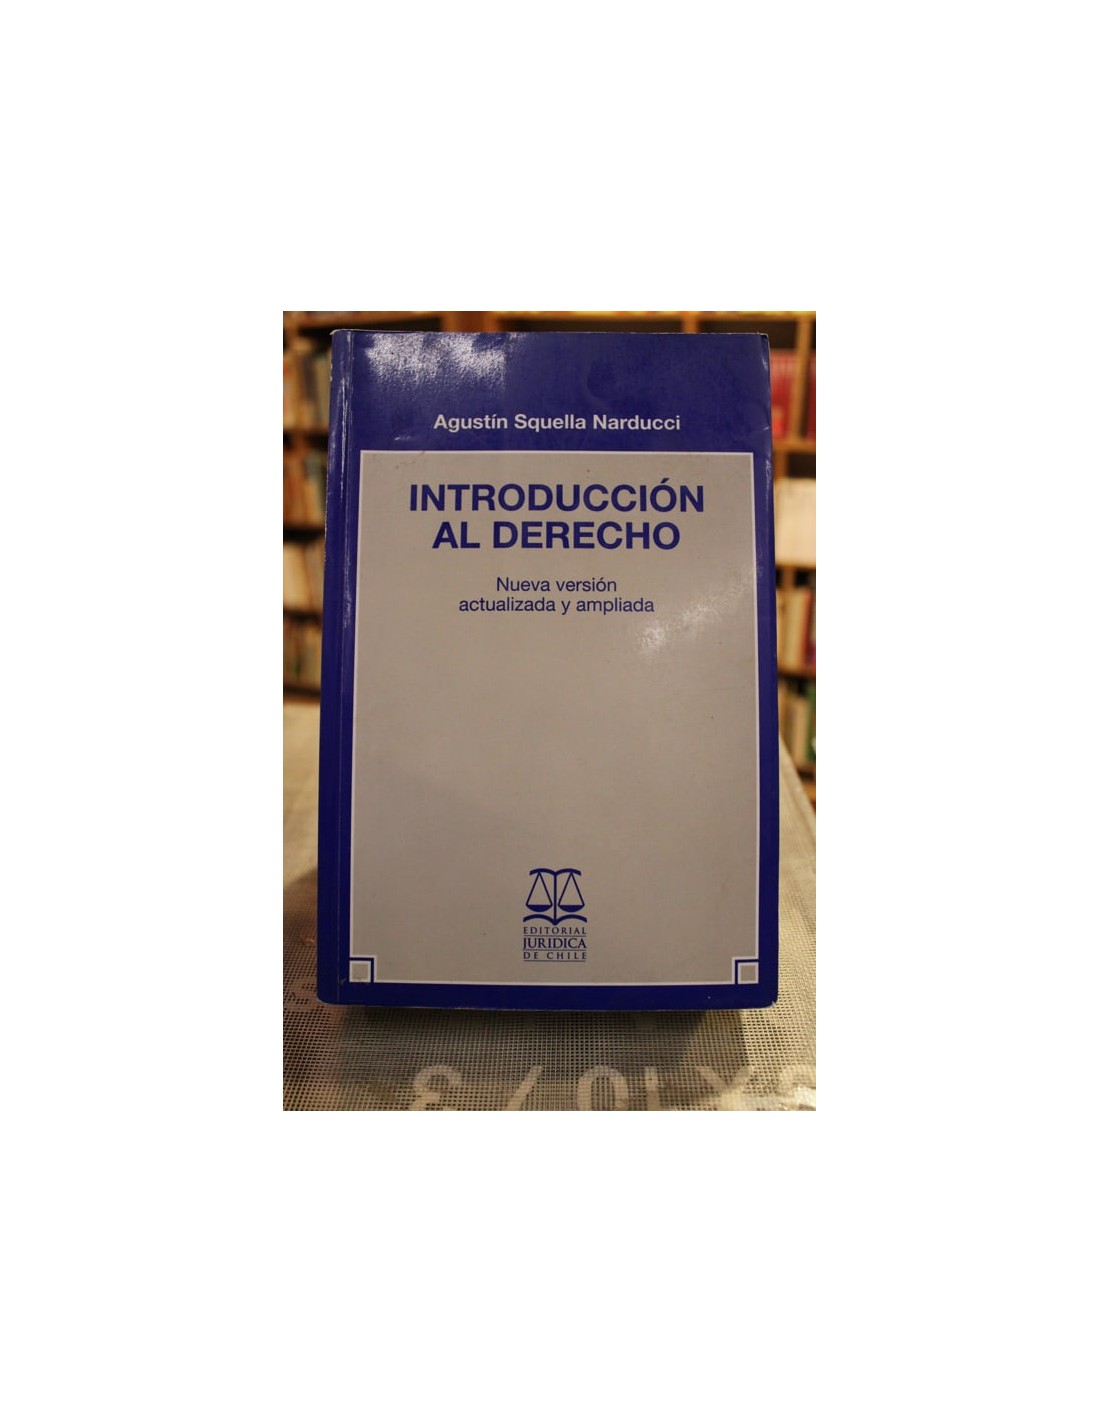 Agustín Squella Narducci
INTRODUCCIÓN
AL DERECHO
Nueva versión
actualizada y ampliada
EDITORIAL
JURIDICA
DE CHILE